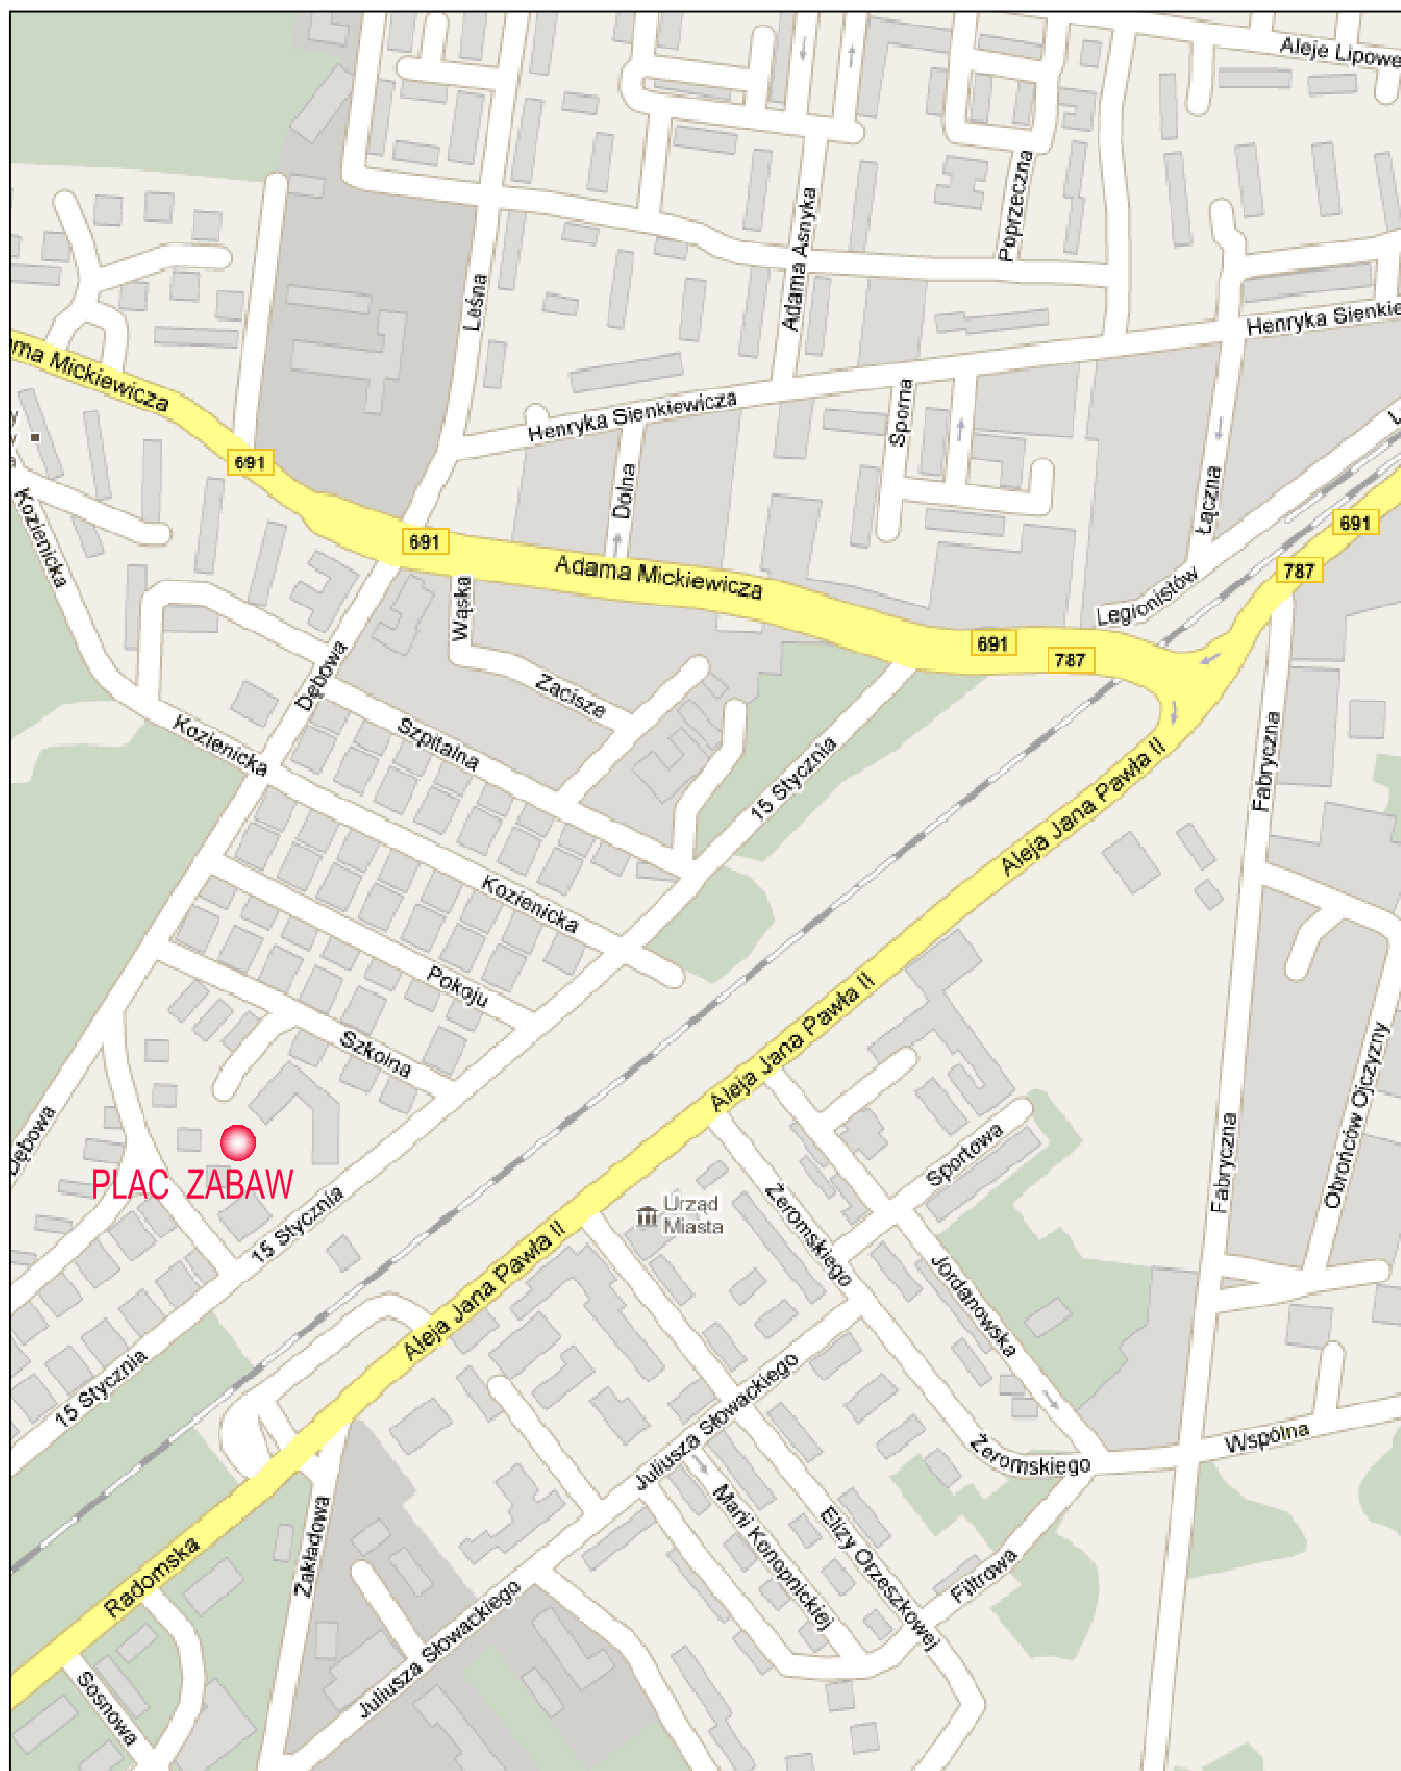 Aleje Lipowe
Poprzeczna
Adama Asnyka
Leśna
Henryka Sienkie
ama Mickiewicza
Henryka Sienkiewicza
Sporna
691
Dolna
Łączna
Kozienicka
691
691
787
Adama Mickiewicza
Wąska
Legionistów
691
787
Dębowa
Zacisze
Szpitalna
Kozienicka
15 Stycznia
Fabryczna
Aleja Jana Pawła II
Kozienicka
Pokoju
Aleja Jana Pawła II
Szkolna
Obrońców Ojczyzny
Dębowa
Sportowa
Fabryczna
PLAC ZABAW
15 Stycznia
Urząd
Miasta
Żeromskiego
Jordanowska
Aleja Jana Pawła II
15 Stycznia
Juliusza Słowackiego
Żeromskiego
Wspólna
Marii Konopnickiej
Elizy Orzeszkowej
Zakładowa
Radomska
Filtrowa
Juliusza Słowackiego
Sosnowa